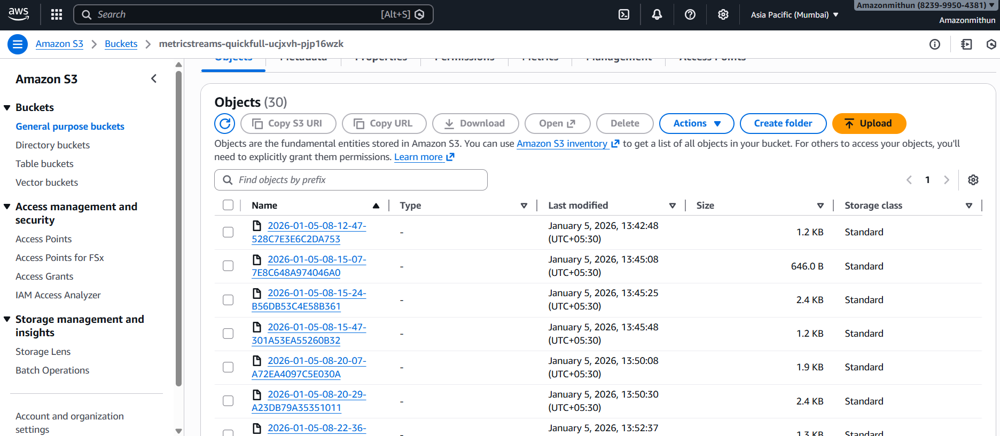 aws
Search [Alt+S]
Asia Pacific (Mumbai)
Amazonmithun (8239-9950-4381)
Amazonmithun
Amazon S3 > Buckets > metricstreams-quickfull-ucjxvh-pjp16wzk
Amazon S3
Buckets
General purpose buckets
Directory buckets
Table buckets
Vector buckets
Access management and
security
Access Points
Access Points for FSx
Access Grants
IAM Access Analyzer
Storage management and
insights
Storage Lens
Batch Operations
Account and organization
settings
Objects Metadata Properties Permissions Metrics Management Access Points
Objects (30)
Copy S3 URI Copy URL Download Open Delete Actions Create folder Upload
Objects are the fundamental entities stored in Amazon S3. You can use Amazon S3 inventory to get a list of all objects in your bucket. For others to access your objects, you'll
need to explicitly grant them permissions. Learn more
Find objects by prefix
1
Name Type Last modified Size Storage class
2026-01-05-08-12-47-
528C7E3E6C2DA753
-
January 5, 2026, 13:42:48
(UTC+05:30)
1.2 KB
Standard
2026-01-05-08-15-07-
7E8C648A974046A0
-
January 5, 2026, 13:45:08
(UTC+05:30)
646.0 B
Standard
2026-01-05-08-15-24-
B56DB53C4E58B361
-
January 5, 2026, 13:45:25
(UTC+05:30)
2.4 KB
Standard
2026-01-05-08-15-47-
301A53EA55260B32
-
January 5, 2026, 13:45:48
(UTC+05:30)
1.2 KB
Standard
2026-01-05-08-20-07-
A72EA4097C5E030A
-
January 5, 2026, 13:50:08
(UTC+05:30)
1.9 KB
Standard
2026-01-05-08-20-29-
A23DB79A35351011
-
January 5, 2026, 13:50:30
(UTC+05:30)
2.4 KB
Standard
2026-01-05-08-22-36-
-
January 5, 2026, 13:52:37
1.3 KB
Standard